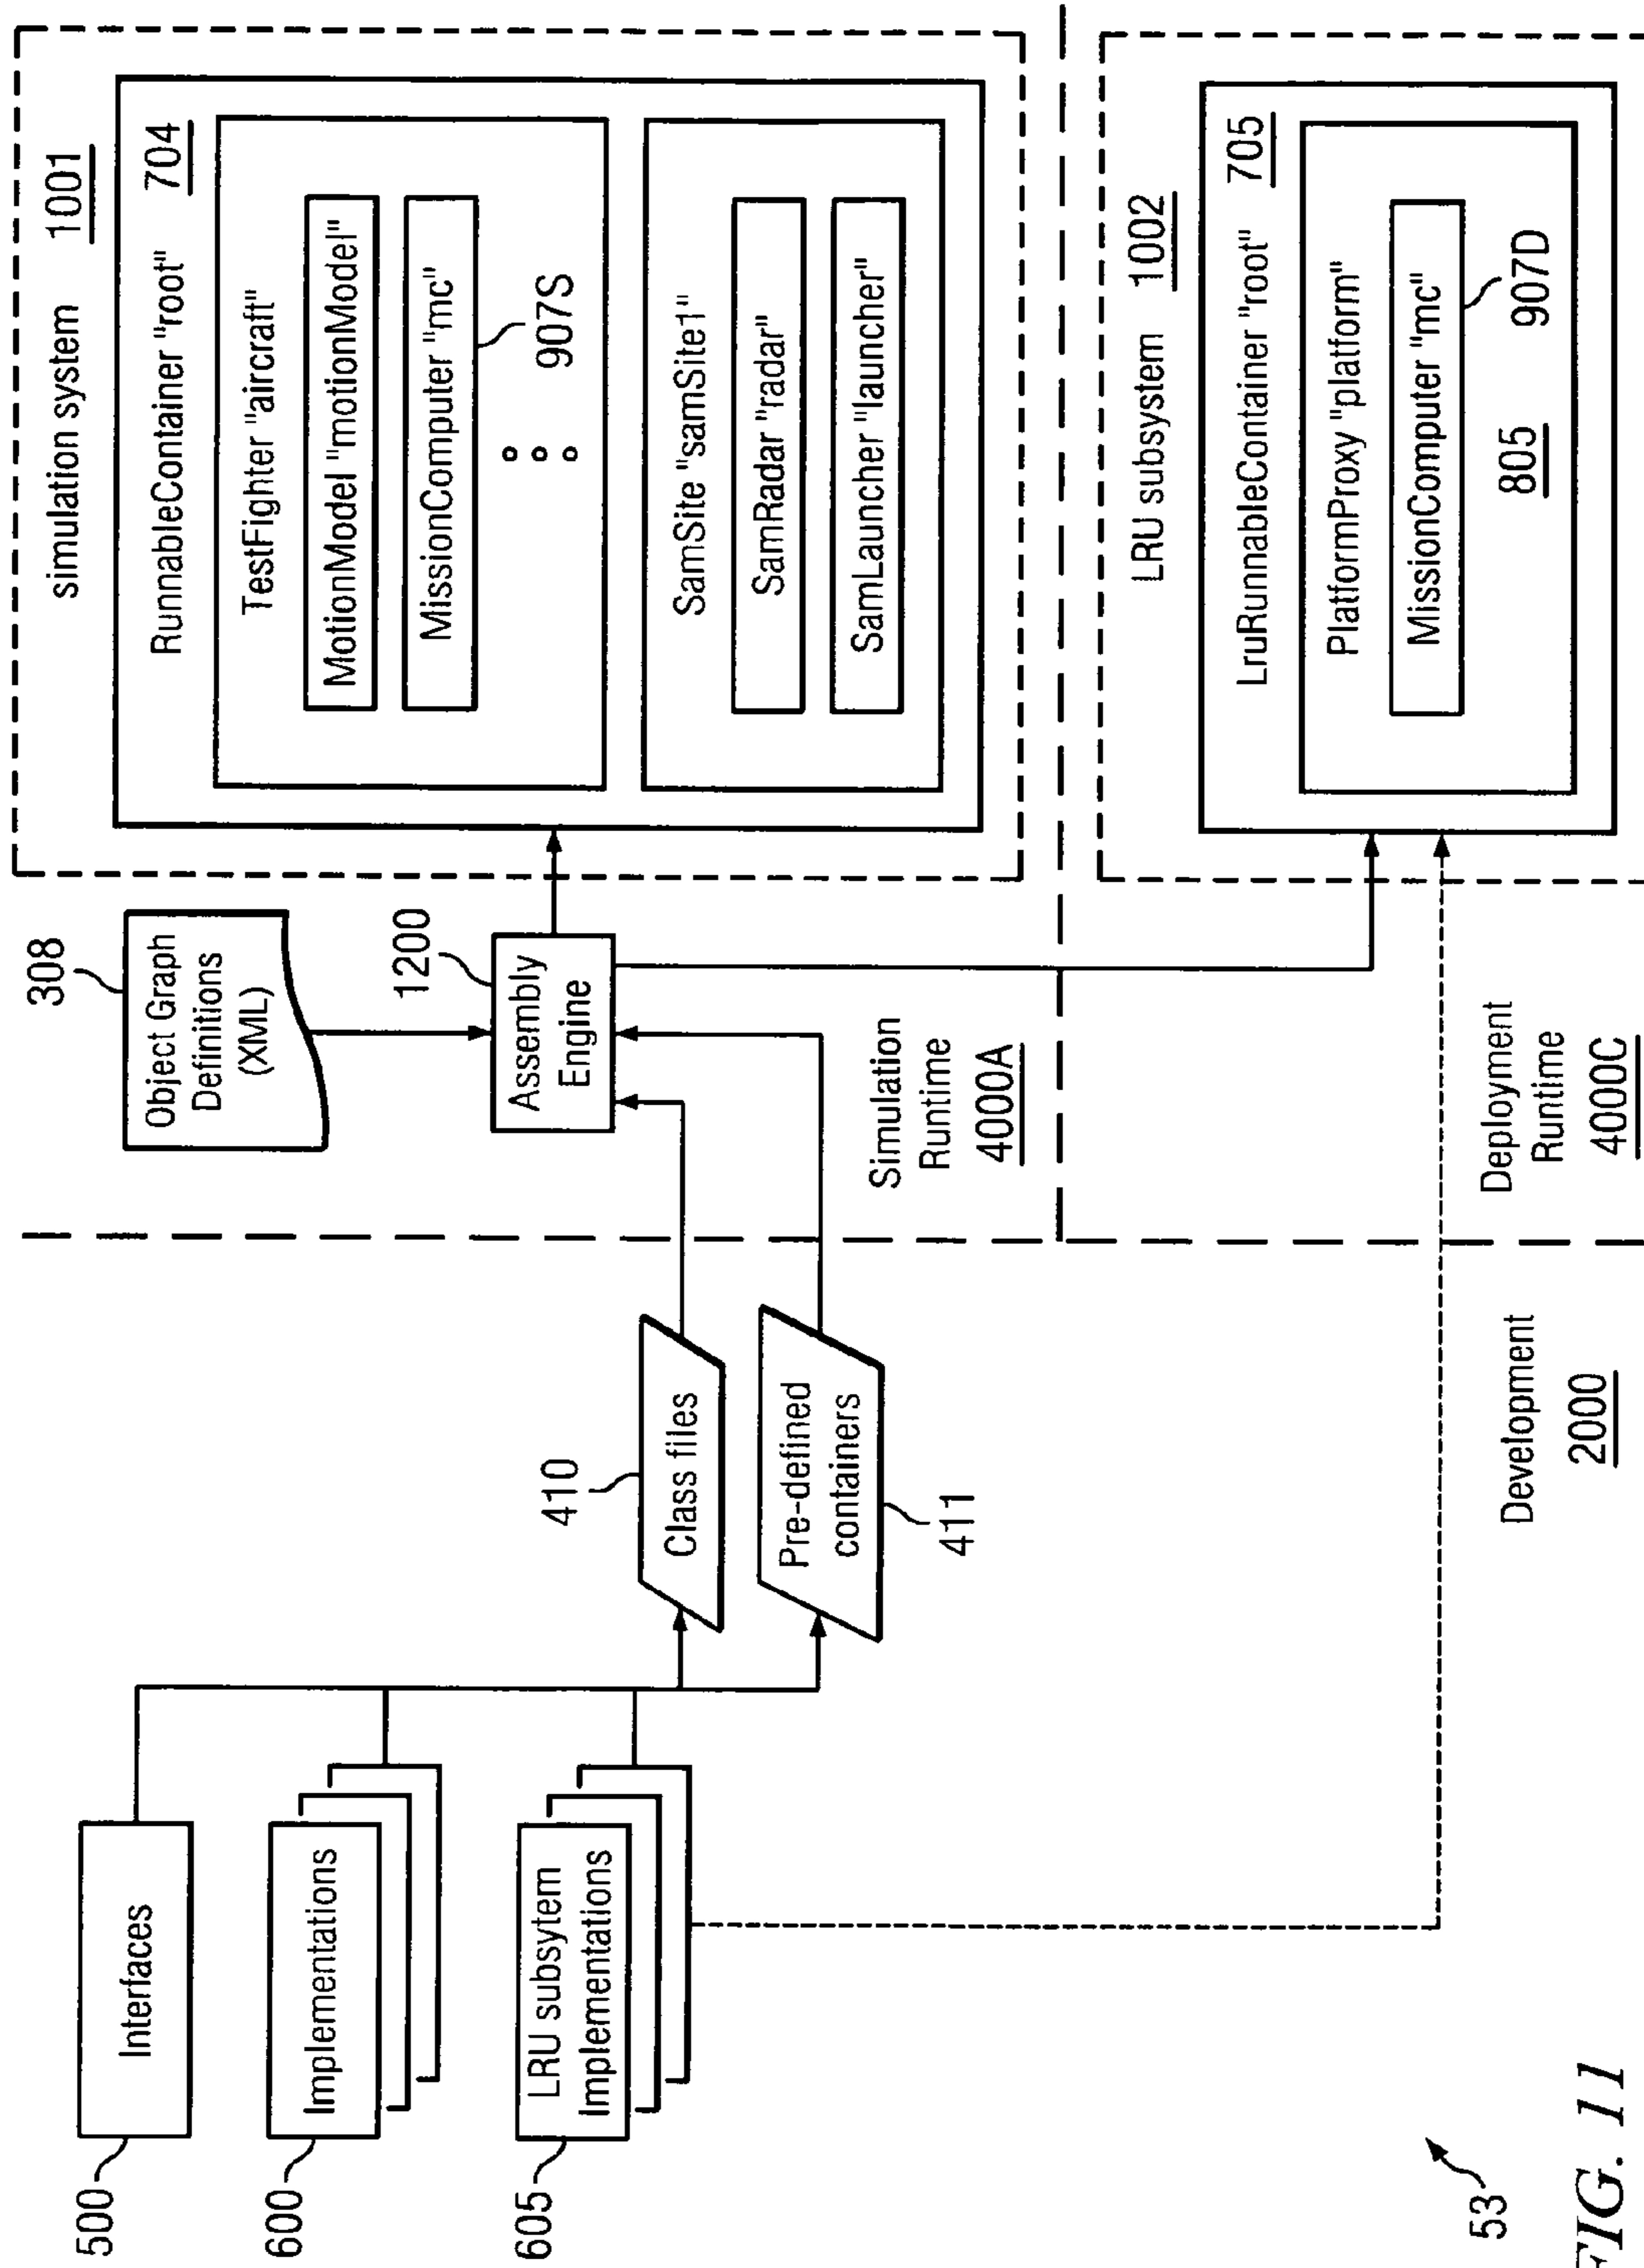 500
Interfaces
600
Implementations
605
LRU subsytem
Implementations
410
Class files
Pre-defined
containers
411
Development
2000
308
Object Graph
Definitions
(XML)
1200
Assembly
Engine
Simulation
Runtime
4000A
Deployment
Runtime
4000C
simulation system
1001
RunnableContainer "root"
704
TestFighter "aircraft"
MotionModel "motionModel"
MissionComputer "mc"
907S
SamSite "samSite1"
SamRadar "radar"
SamLauncher "launcher"
LRU subsystem
1002
LruRunnableContainer "root"
705
PlatformProxy "platform"
MissionComputer "mc"
805
907D
53
FIG. 11